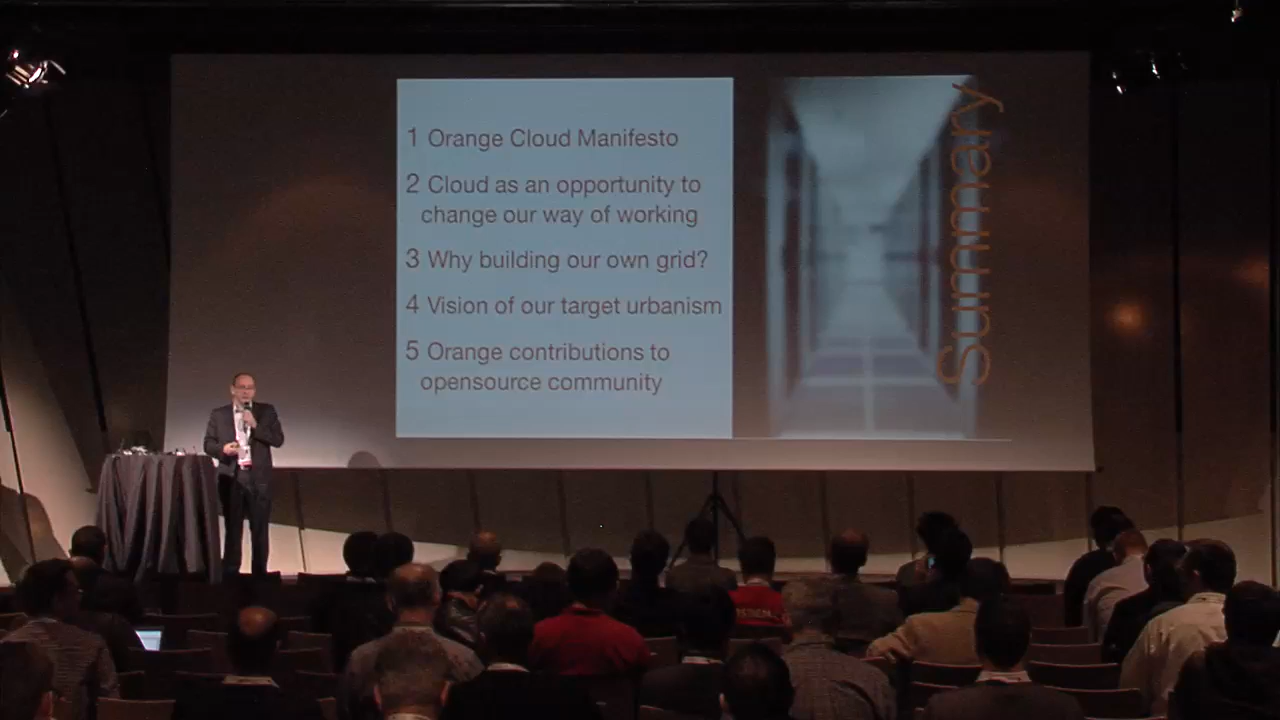 1 Orange Cloud Manifesto
2 Cloud as an opportunity to
change our way of working
3 Why building our own grid?
4 Vision of our target urbanism
5 Orange contributions to
opensource community
Summary